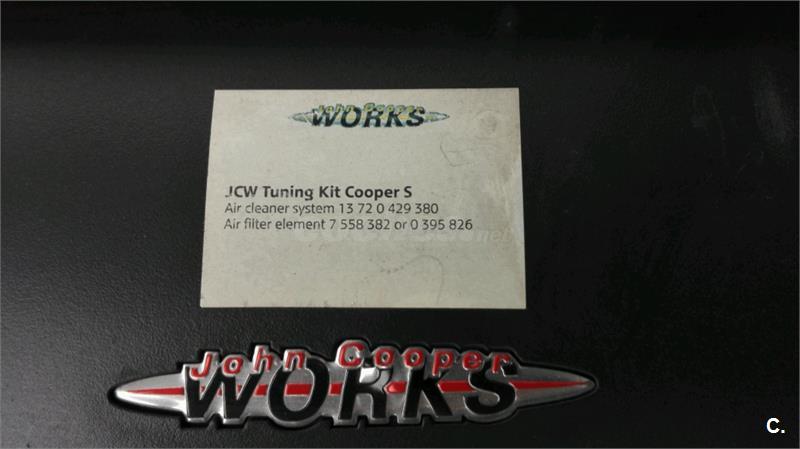 John Cooper
WORKS
JCW Tuning Kit Cooper S
Air cleaner system 13 72 0 429 380
Air filter element 7 558 382 or 0 395 826
John Cooper
WORKS
C.